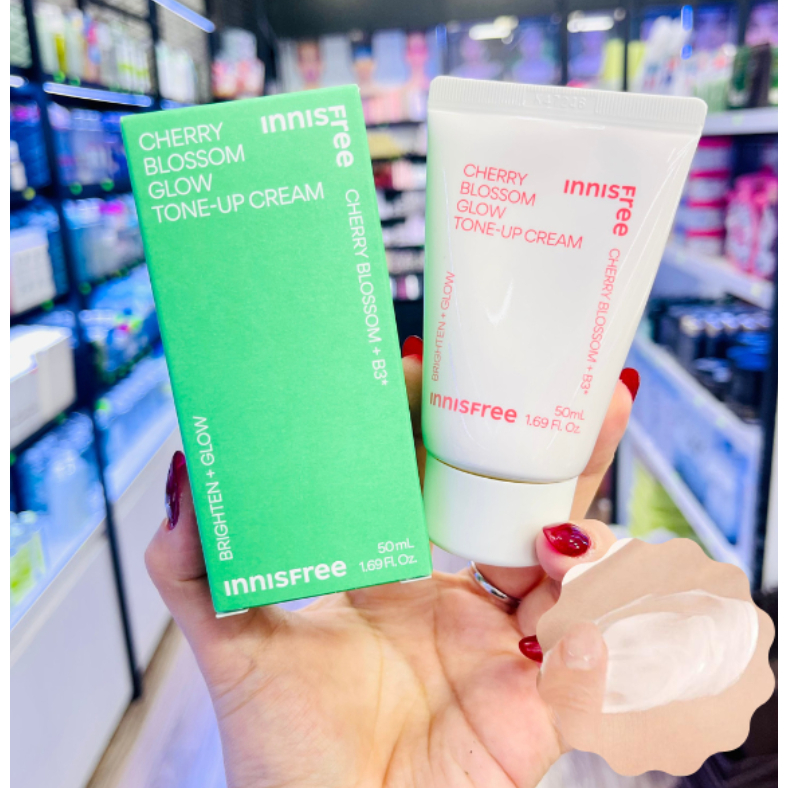 CHERRY
BLOSSOM
GLOW
TONE-UP CREAM
INNISFree
CHERRY BLOSSOM + B3*
BRIGHTEN + GLOW
INNISFree
50 mL
1.69 Fl. Oz.
CHERRY
BLOSSOM
GLOW
TONE-UP CREAM
INNISFree
CHERRY BLOSSOM + B3*
BRIGHTEN + GLOW
INNISFree
50mL
1.69 Fl. Oz.